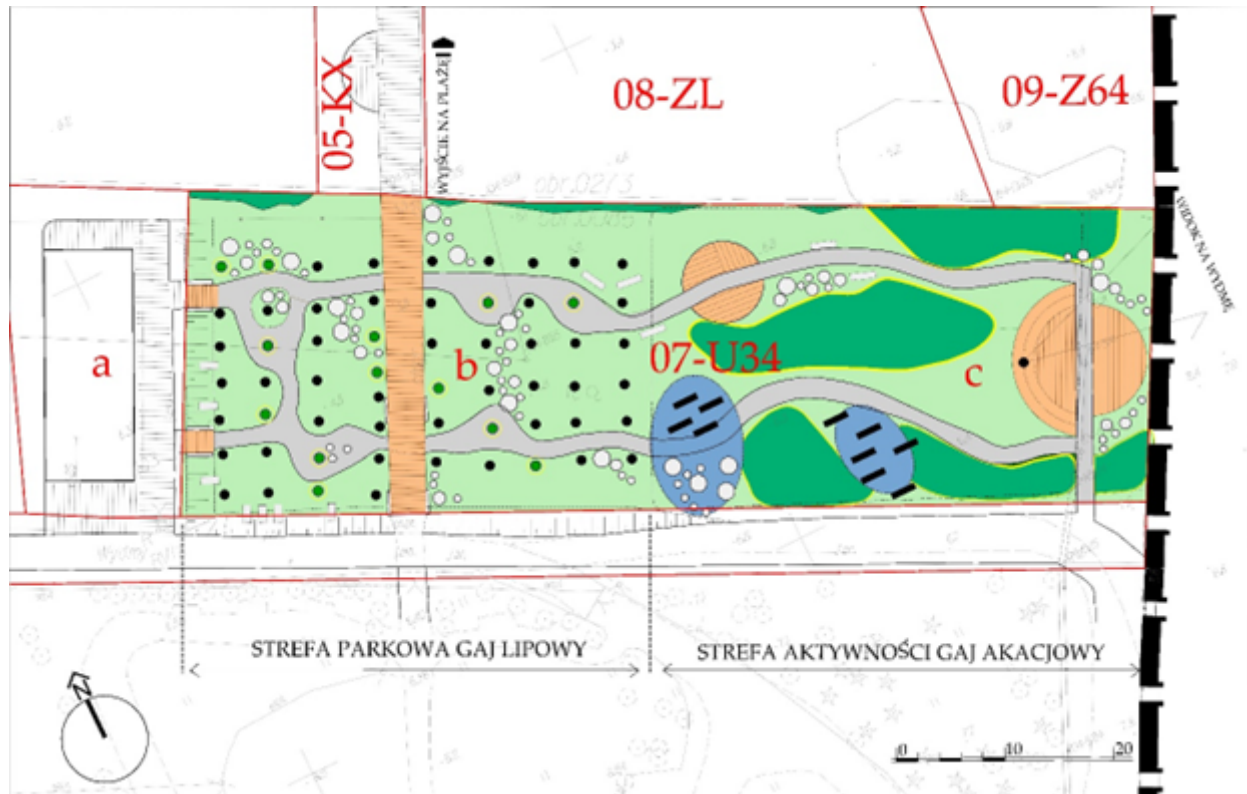 05-KX
WYJŚCIE NA PLAŻĘ
08-ZL
09-Z64
WIDOK NA WYDMĘ
a
b
07-U34
c
STREFA PARKOWA GAJ LIPOWY
STREFA AKTYWNOŚCI GAJ AKACJOWY
N
0 10 20